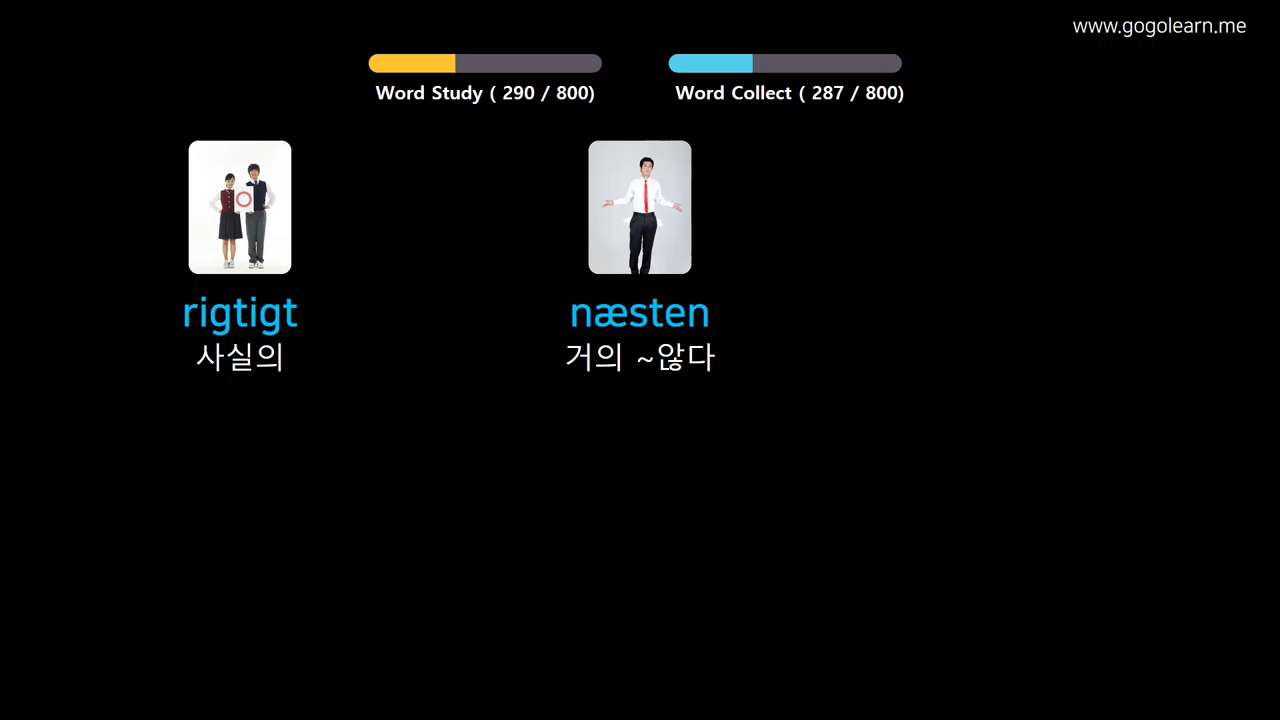 www.gogolearn.me
Word Study ( 290 / 800)
Word Collect ( 287 / 800)
rigtigt
사실의
næsten
거의 ~않다